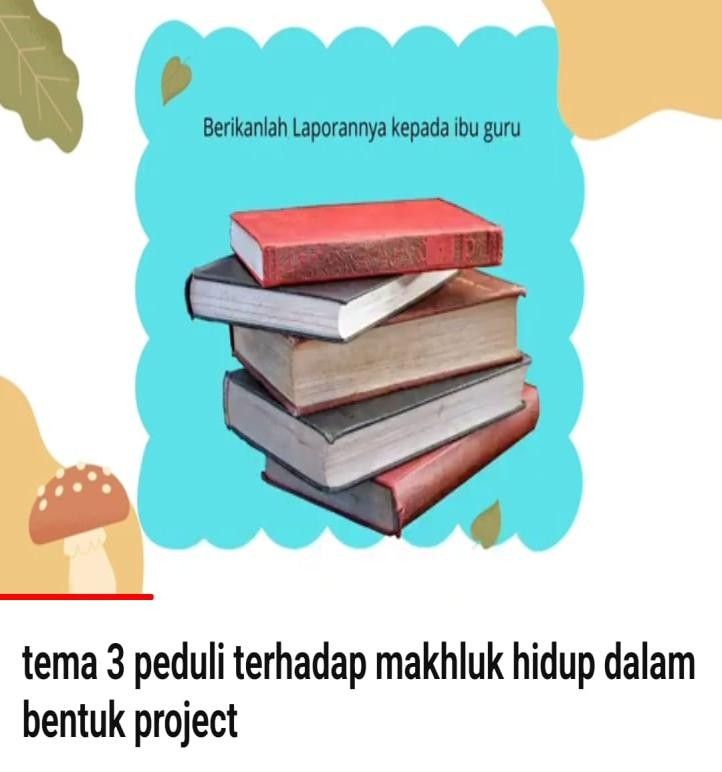 Berikanlah Laporannya kepada ibu guru
tema 3 peduli terhadap makhluk hidup dalam
bentuk project